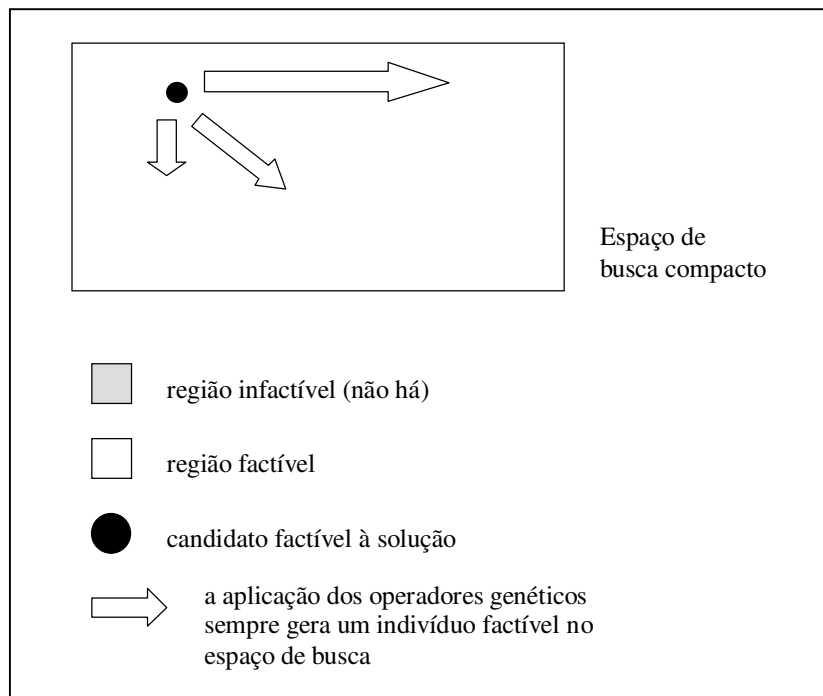 Espaço de
busca compacto
região infactível (não há)
região factível
candidato factível à solução
a aplicação dos operadores genéticos
sempre gera um indivíduo factível no
espaço de busca